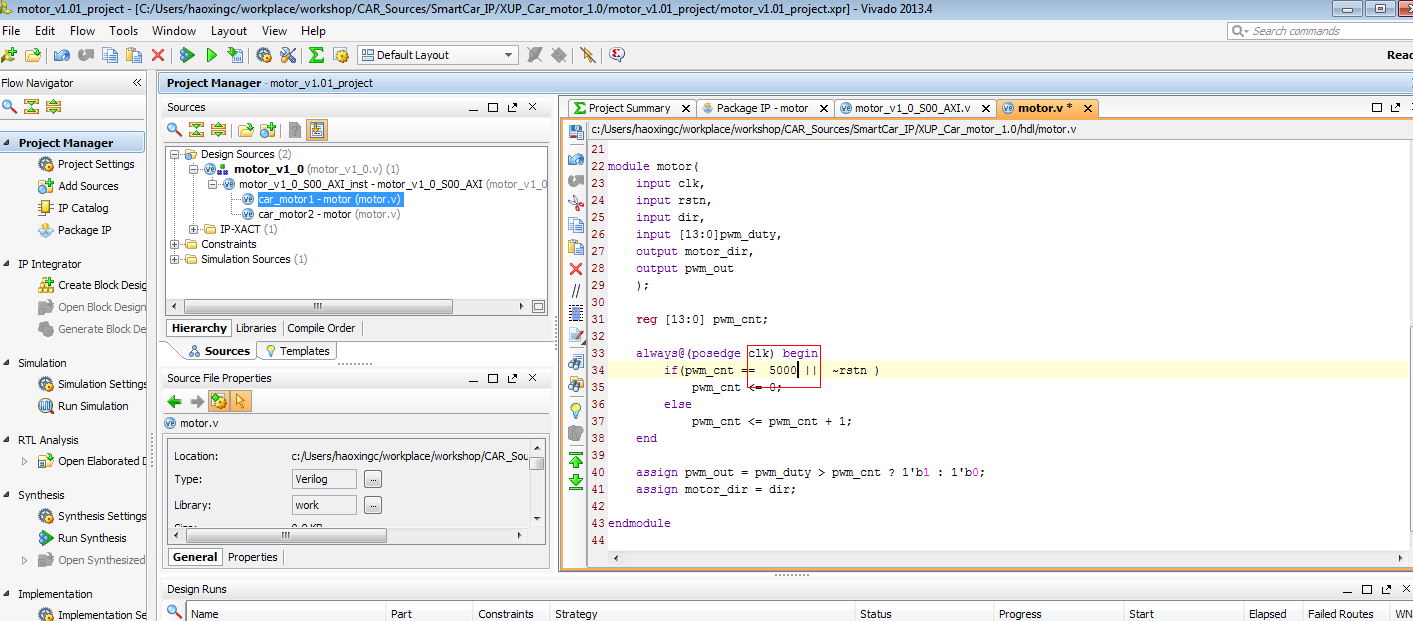 motor_v1.01_project - [C:/Users/haoxingc/workplace/workshop/CAR_Sources/SmartCar_IP/XUP_Car_motor_1.0/motor_v1.01_project/motor_v1.01_project.xpr] - Vivado 2013.4
File Edit Flow Tools Window Layout View Help
Search commands
Default Layout
Reac
Flow Navigator
Project Manager
Project Settings
Add Sources
IP Catalog
Package IP
IP Integrator
Create Block Desig
Open Block Design
Generate Block De
Simulation
Simulation Settings
Run Simulation
RTL Analysis
Open Elaborated D
Synthesis
Synthesis Settings
Run Synthesis
Open Synthesized
Implementation
Implementation Se
Project Manager - motor_v1.01_project
Sources
Design Sources (2)
motor_v1_0 (motor_v1_0.v) (1)
motor_v1_0_S00_AXI_inst - motor_v1_0_S00_AXI (motor_v1_0
car_motor1 - motor (motor.v)
car_motor2 - motor (motor.v)
IP-XACT (1)
Constraints
Simulation Sources (1)
Hierarchy Libraries Compile Order
Sources Templates
Source File Properties
motor.v
Location: c:/Users/haoxingc/workplace/workshop/CAR_Sou
Type: Verilog ...
Library: work ...
General Properties
Project Summary Package IP - motor motor_v1_0_S00_AXI.v motor.v *
c:/Users/haoxingc/workplace/workshop/CAR_Sources/SmartCar_IP/XUP_Car_motor_1.0/hdl/motor.v
21
22 module motor(
23 input clk,
24 input rstn,
25 input dir,
26 input [13:0]pwm_duty,
27 output motor_dir,
28 output pwm_out
29 );
30
31 reg [13:0] pwm_cnt;
32
33 always@(posedge clk) begin
34 if(pwm_cnt == 5000 || ~rstn )
35 pwm_cnt <= 0;
36 else
37 pwm_cnt <= pwm_cnt + 1;
38 end
39
40 assign pwm_out = pwm_duty > pwm_cnt ? 1'b1 : 1'b0;
41 assign motor_dir = dir;
42
43 endmodule
44
Design Runs
Name Part Constraints Strategy Status Progress Start Elapsed Failed Routes WN